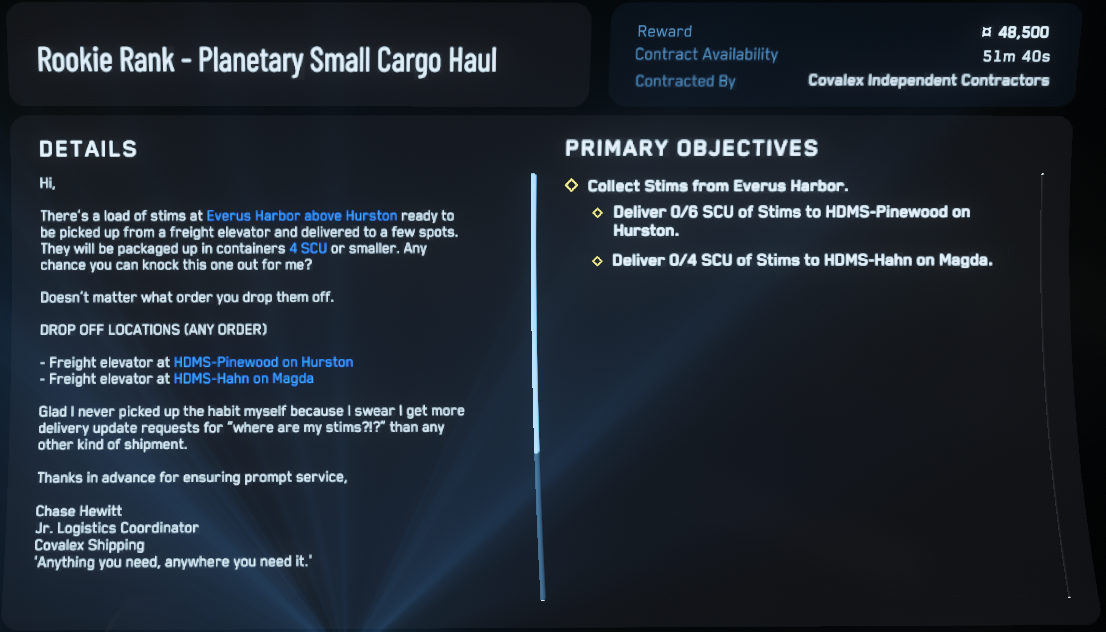 Rookie Rank - Planetary Small Cargo Haul
Reward ¤ 48,500
Contract Availability 51m 40s
Contracted By Covalex Independent Contractors
DETAILS
Hi,
There's a load of stims at Everus Harbor above Hurston ready to
be picked up from a freight elevator and delivered to a few spots.
They will be packaged up in containers 4 SCU or smaller. Any
chance you can knock this one out for me?
Doesn't matter what order you drop them off.
DROP OFF LOCATIONS (ANY ORDER)
- Freight elevator at HDMS-Pinewood on Hurston
- Freight elevator at HDMS-Hahn on Magda
Glad I never picked up the habit myself because I swear I get more
delivery update requests for "where are my stims?!?" than any
other kind of shipment.
Thanks in advance for ensuring prompt service,
Chase Hewitt
Jr. Logistics Coordinator
Covalex Shipping
'Anything you need, anywhere you need it.'
PRIMARY OBJECTIVES
Collect Stims from Everus Harbor.
Deliver 0/6 SCU of Stims to HDMS-Pinewood on
Hurston.
Deliver 0/4 SCU of Stims to HDMS-Hahn on Magda.